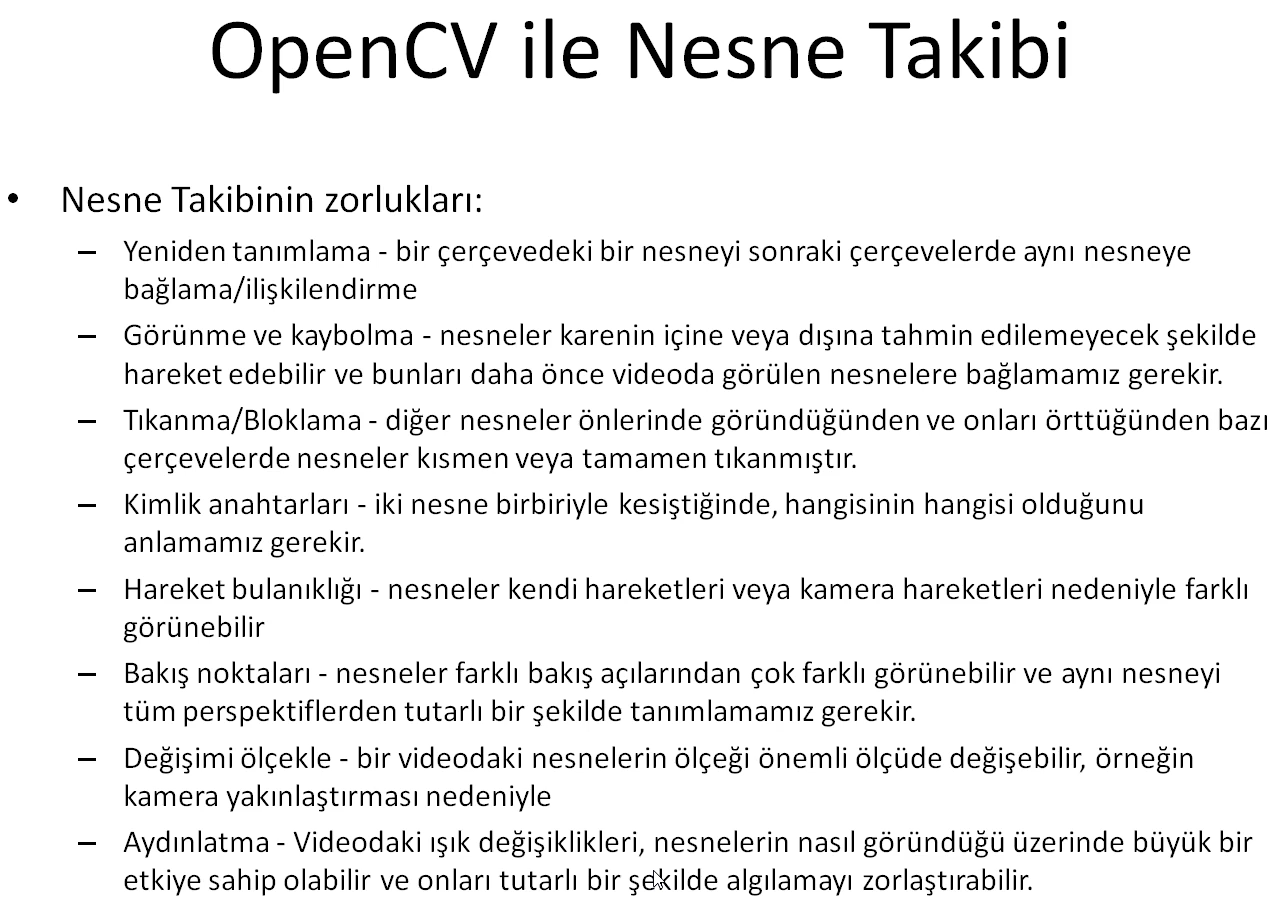 OpenCV ile Nesne Takibi
• Nesne Takibinin zorlukları:
– Yeniden tanımlama - bir çerçevedeki bir nesneyi sonraki çerçevelerde aynı nesneye
bağlama/ilişkilendirme
– Görünme ve kaybolma - nesneler karenin içine veya dışına tahmin edilemeyecek şekilde
hareket edebilir ve bunları daha önce videoda görülen nesnelere bağlamamız gerekir.
– Tıkanma/Bloklama - diğer nesneler önlerinde göründüğünden ve onları örttüğünden bazı
çerçevelerde nesneler kısmen veya tamamen tıkanmıştır.
– Kimlik anahtarları - iki nesne birbiriyle kesiştiğinde, hangisinin hangisi olduğunu
anlamamız gerekir.
– Hareket bulanıklığı - nesneler kendi hareketleri veya kamera hareketleri nedeniyle farklı
görünebilir
– Bakış noktaları - nesneler farklı bakış açılarından çok farklı görünebilir ve aynı nesneyi
tüm perspektiflerden tutarlı bir şekilde tanımlamamız gerekir.
– Değişimi ölçekle - bir videodaki nesnelerin ölçeği önemli ölçüde değişebilir, örneğin
kamera yakınlaştırması nedeniyle
– Aydınlatma - Videodaki ışık değişiklikleri, nesnelerin nasıl göründüğü üzerinde büyük bir
etkiye sahip olabilir ve onları tutarlı bir şekilde algılamayı zorlaştırabilir.